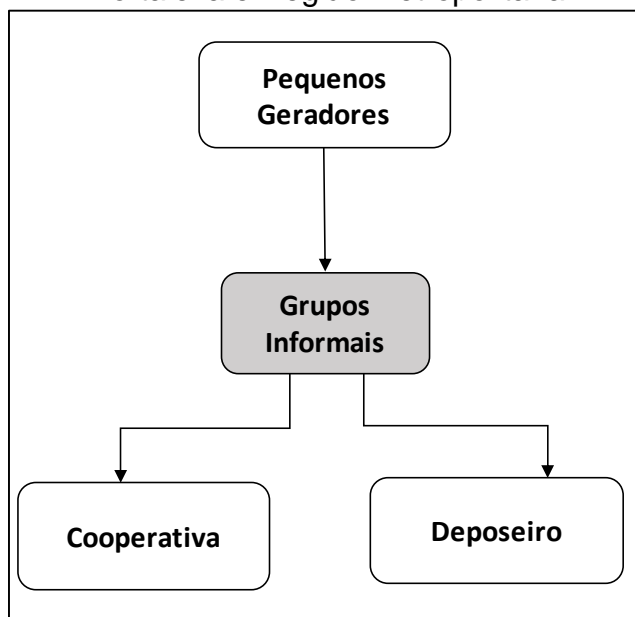 Pequenos
Geradores
Grupos
Informais
Cooperativa
Deposeiro